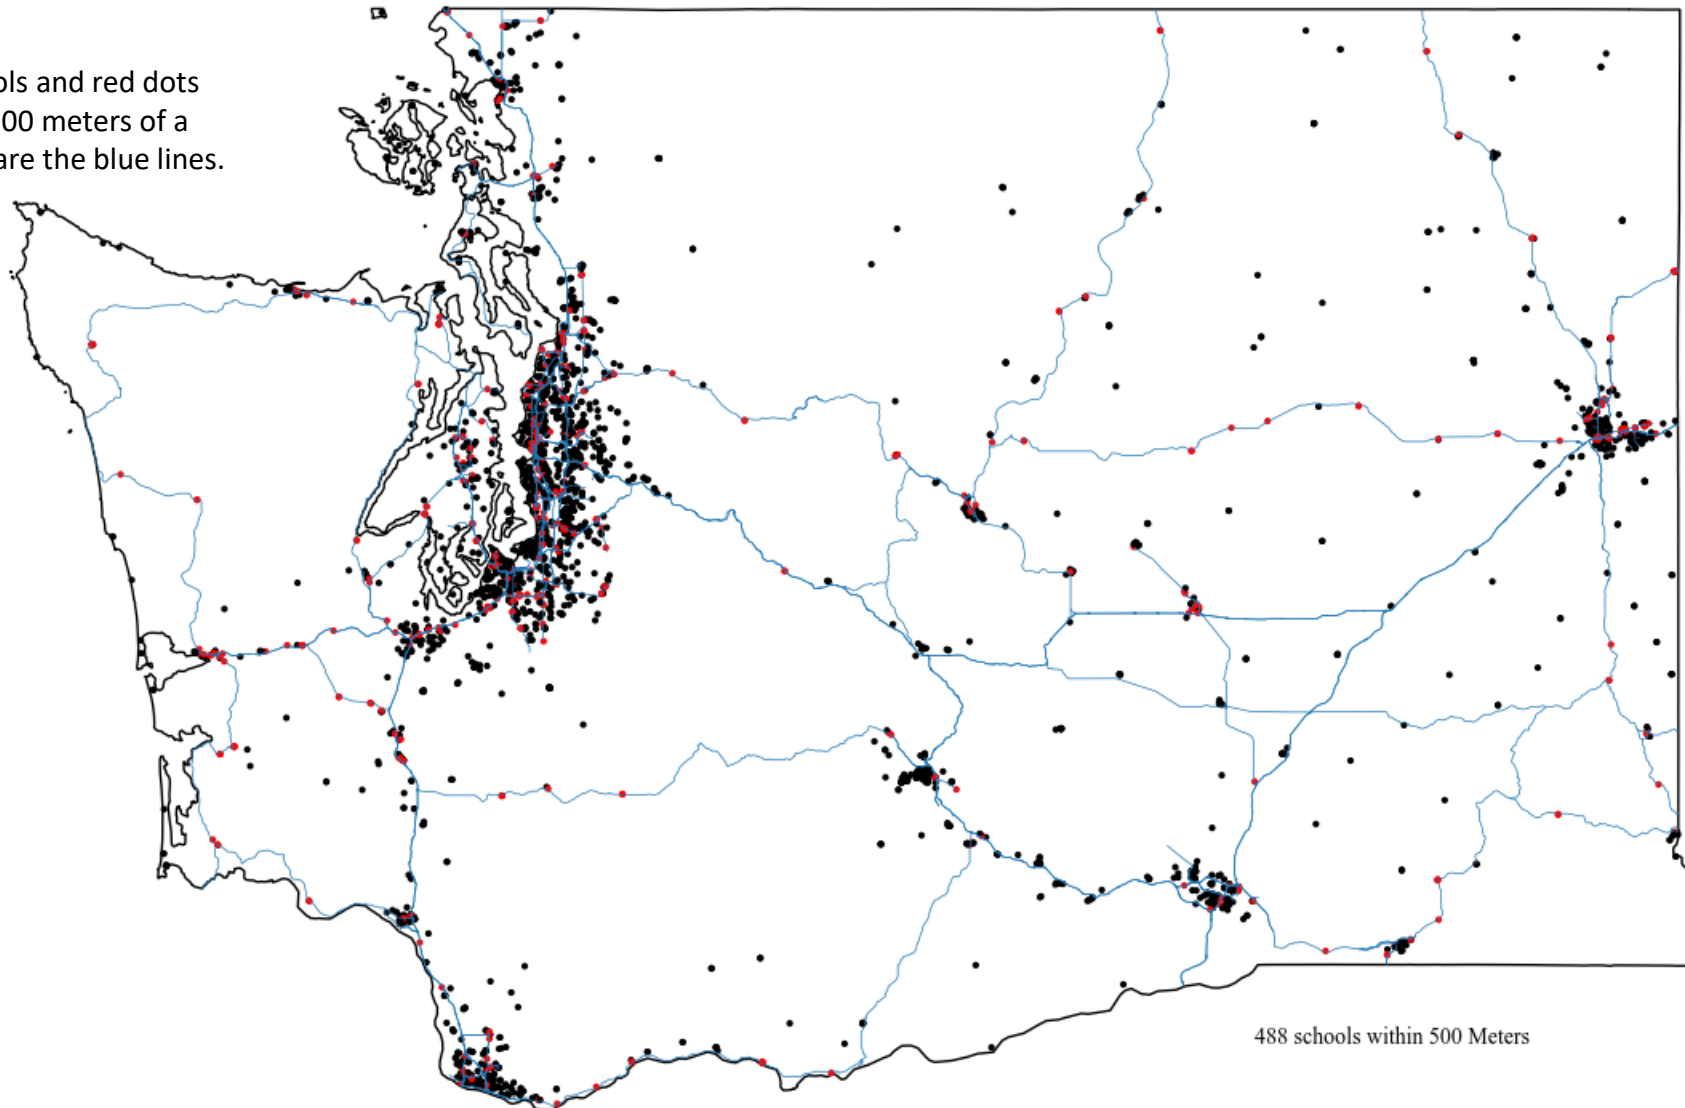 ols and red dots
00 meters of a
are the blue lines.
488 schools within 500 Meters